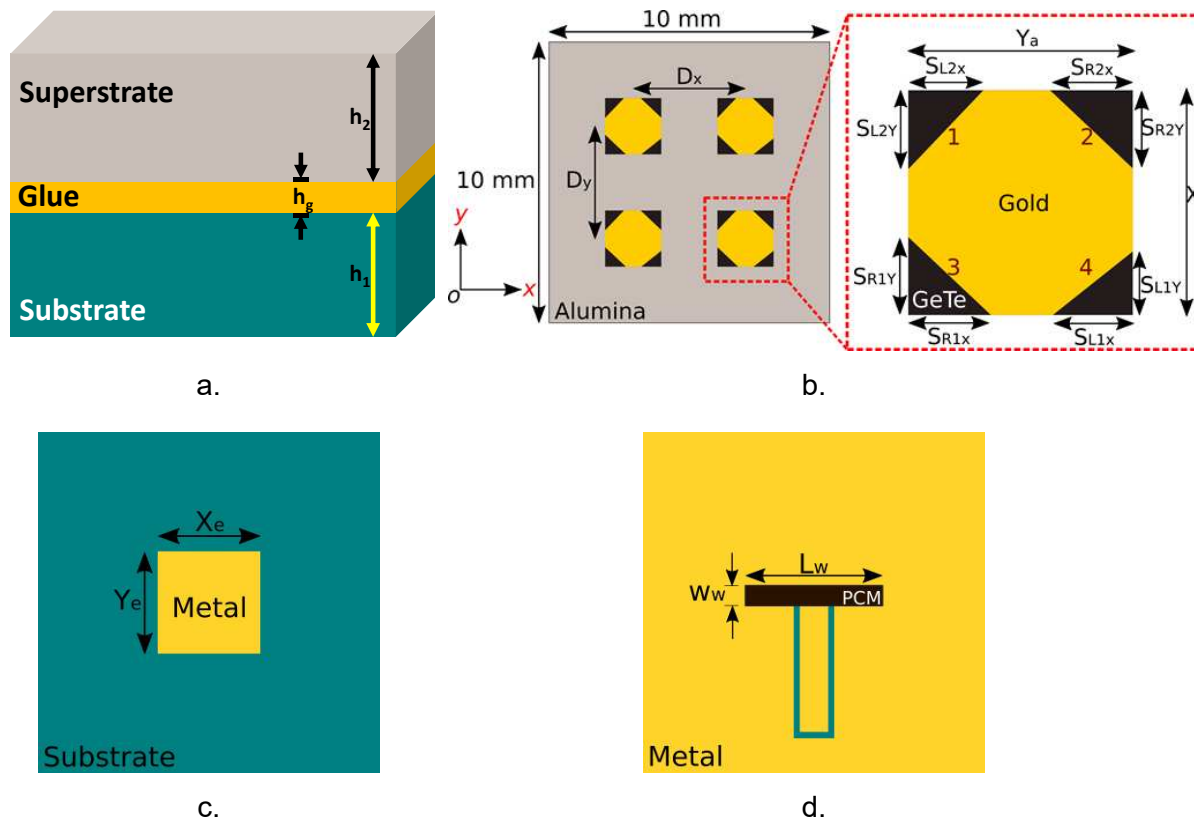 Superstrate
h2
Glue
hg
h1
Substrate
a.
10 mm
Dx
10 mm
Dy
y
o
x
Alumina
b.
Ya
SL2x
SR2x
SL2Y
1
2
SR2Y
Gold
SR1Y
3
4
SL1Y
GeTe
SR1x
SL1x
Xe
Ye
Metal
Substrate
c.
Lw
Ww
PCM
Metal
d.